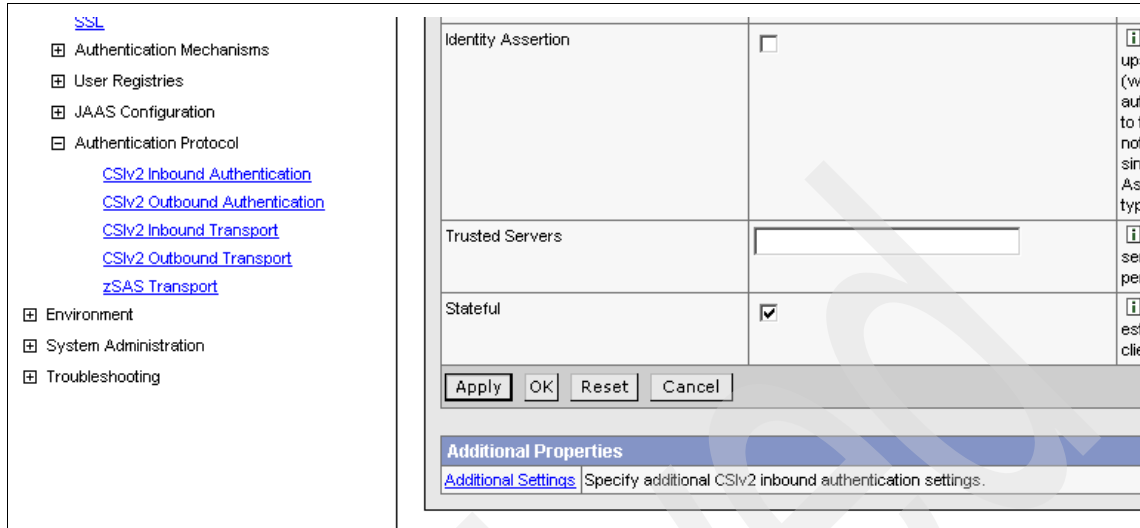 SSL
Authentication Mechanisms
User Registries
JAAS Configuration
Authentication Protocol
CSIv2 Inbound Authentication
CSIv2 Outbound Authentication
CSIv2 Inbound Transport
CSIv2 Outbound Transport
zSAS Transport
Environment
System Administration
Troubleshooting
Identity Assertion
Trusted Servers
Stateful
Apply OK Reset Cancel
Additional Properties
Additional Settings Specify additional CSIv2 inbound authentication settings.